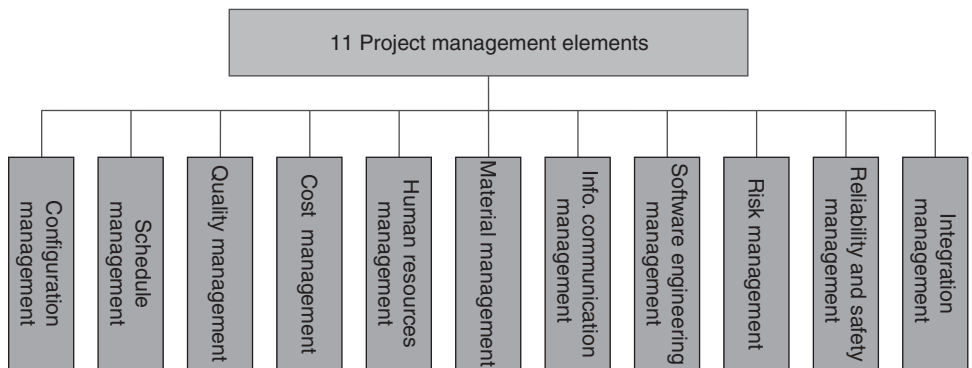 11 Project management elements
Configuration
management
Schedule
management
Quality management
Cost management
Human resources
management
Material management
Info. communication
management
Software engineering
management
Risk management
Reliability and safety
management
Integration
management